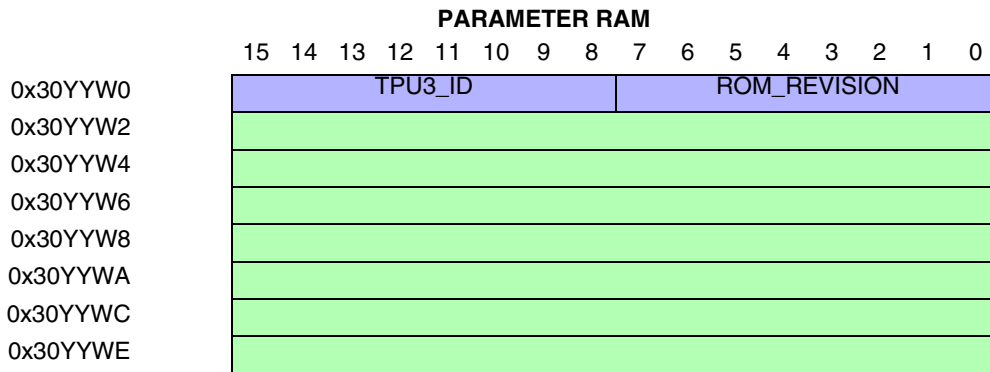 PARAMETER RAM
15 14 13 12 11 10 9 8 7 6 5 4 3 2 1 0
0x30YYW0 TPU3_ID ROM_REVISION
0x30YYW2
0x30YYW4
0x30YYW6
0x30YYW8
0x30YYWA
0x30YYWC
0x30YYWE